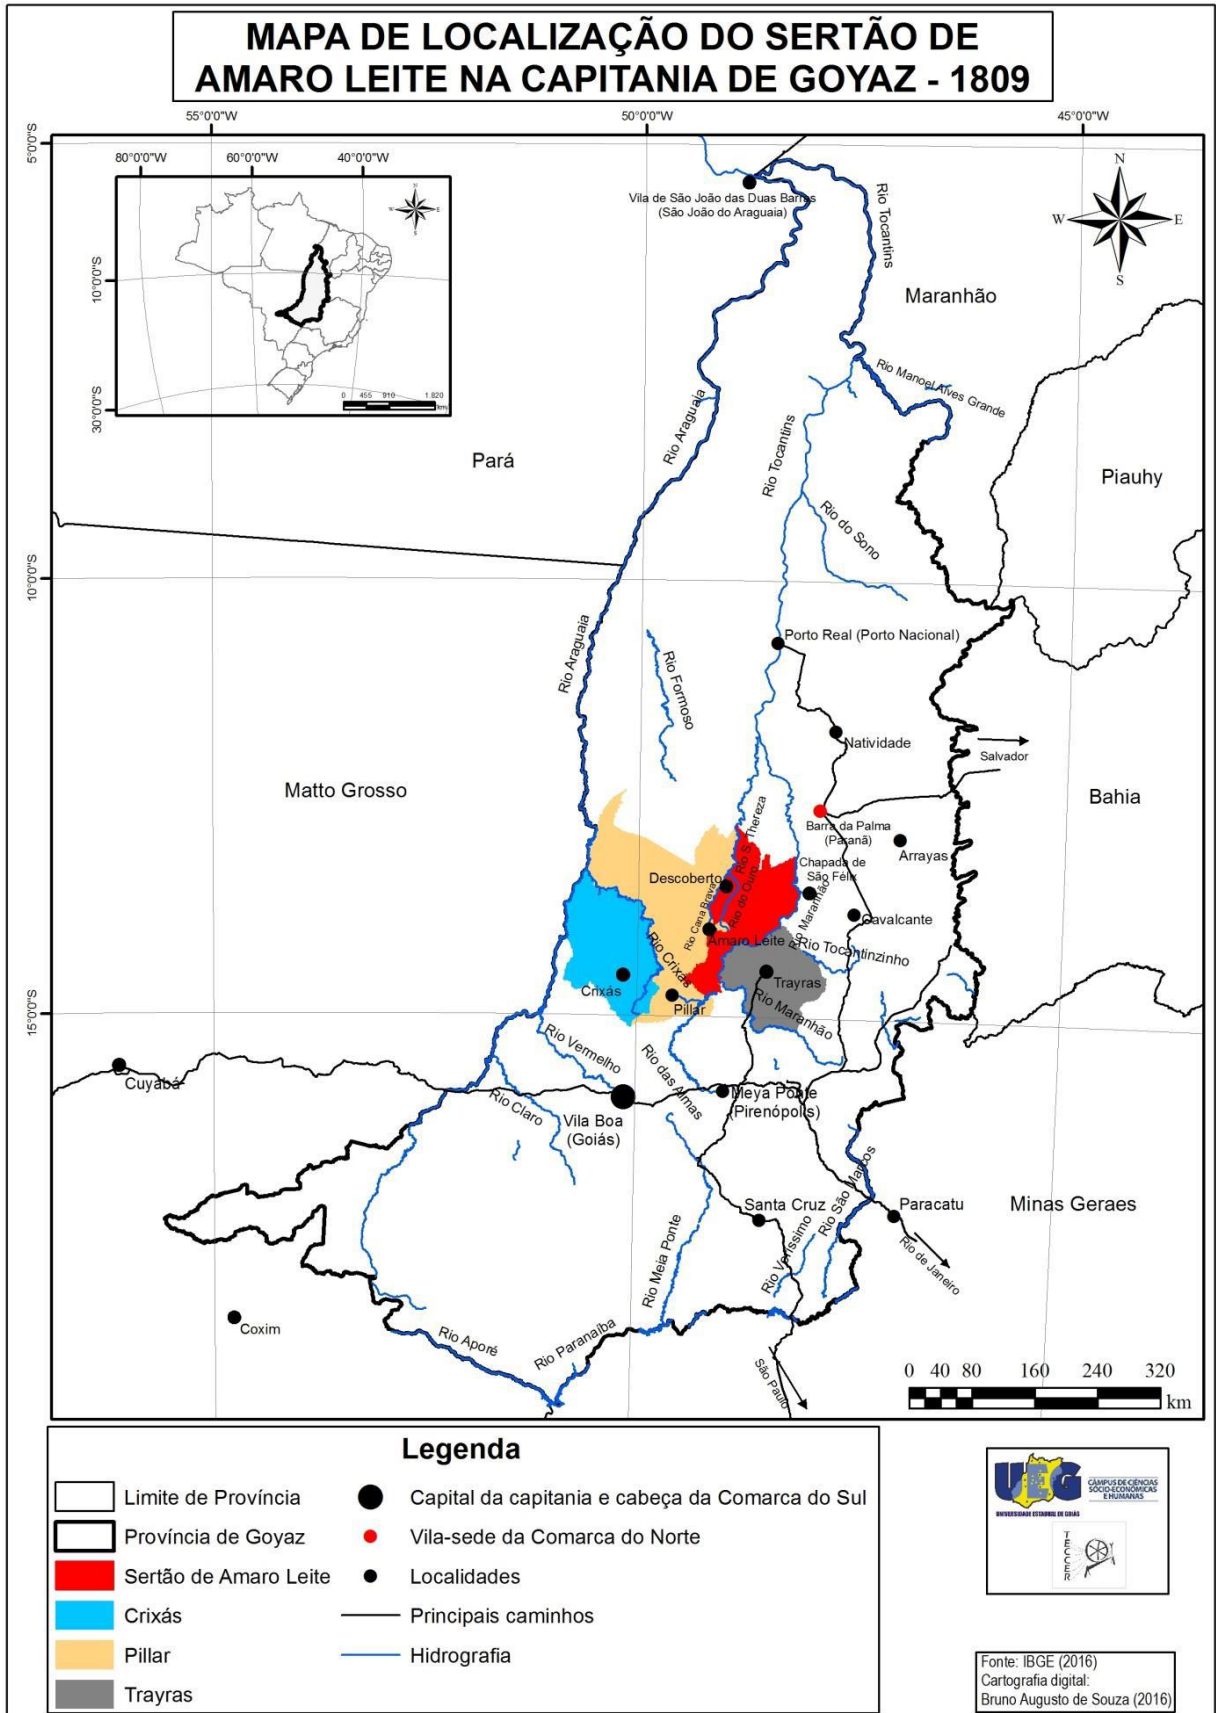 MAPA DE LOCALIZAÇÃO DO SERTÃO DE
AMARO LEITE NA CAPITANIA DE GOYAZ - 1809
55°0'0"W
50°0'0"W
45°0'0"W
5°0'0"S
10°0'0"S
15°0'0"S
80°0'0"W
60°0'0"W
40°0'0"W
10°0'0"S
30°0'0"S
N
W
E
S
0 455 910 1.820
km
N
W
E
S
Vila de São João das Duas Barras
(São João do Araguaia)
Rio Tocantins
Maranhão
Rio Manoel Alves Grande
Rio Araguaia
Rio Tocantins
Pará
Piauhy
Rio do Sono
Porto Real (Porto Nacional)
Rio Araguaia
Rio Formoso
Natividade
Salvador
Matto Grosso
Bahia
Barra da Palma
(Paranã)
Arrayas
Rio S. Thereza
Chapada de
São Félix
Descoberto
Rio do Ouro
Rio Cana Brava
Rio Maranhão
Cavalcante
Amaro Leite
Rio Tocantinzinho
Rio Crixás
Crixás
Trayras
Pillar
Rio Maranhão
Rio Vermelho
Rio das Almas
Cuyabá
Rio Claro
Vila Boa
(Goiás)
Meya Ponte
(Pirenópolis)
Rio São Marcos
Santa Cruz
Paracatu
Minas Geraes
Rio Meia Ponte
Rio Veríssimo
Rio de Janeiro
Coxim
Rio Aporé
Rio Paranaíba
São Paulo
0 40 80 160 240 320
km
Legenda
Limite de Província
Província de Goyaz
Sertão de Amaro Leite
Crixás
Pillar
Trayras
Capital da capitania e cabeça da Comarca do Sul
Vila-sede da Comarca do Norte
Localidades
Principais caminhos
Hidrografia
UEG
CÂMPUS DE CIÊNCIAS
SÓCIO-ECONÔMICAS
E HUMANAS
UNIVERSIDADE ESTADUAL DE GOIÁS
TECCER
Fonte: IBGE (2016)
Cartografia digital:
Bruno Augusto de Souza (2016)